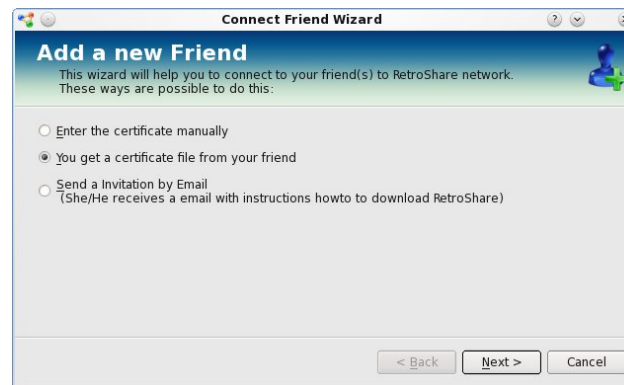 Connect Friend Wizard
Add a new Friend
This wizard will help you to connect to your friend(s) to RetroShare network.
These ways are possible to do this:
Enter the certificate manually
You get a certificate file from your friend
Send a Invitation by Email
(She/He receives a email with instructions howto to download RetroShare)
< Back Next > Cancel